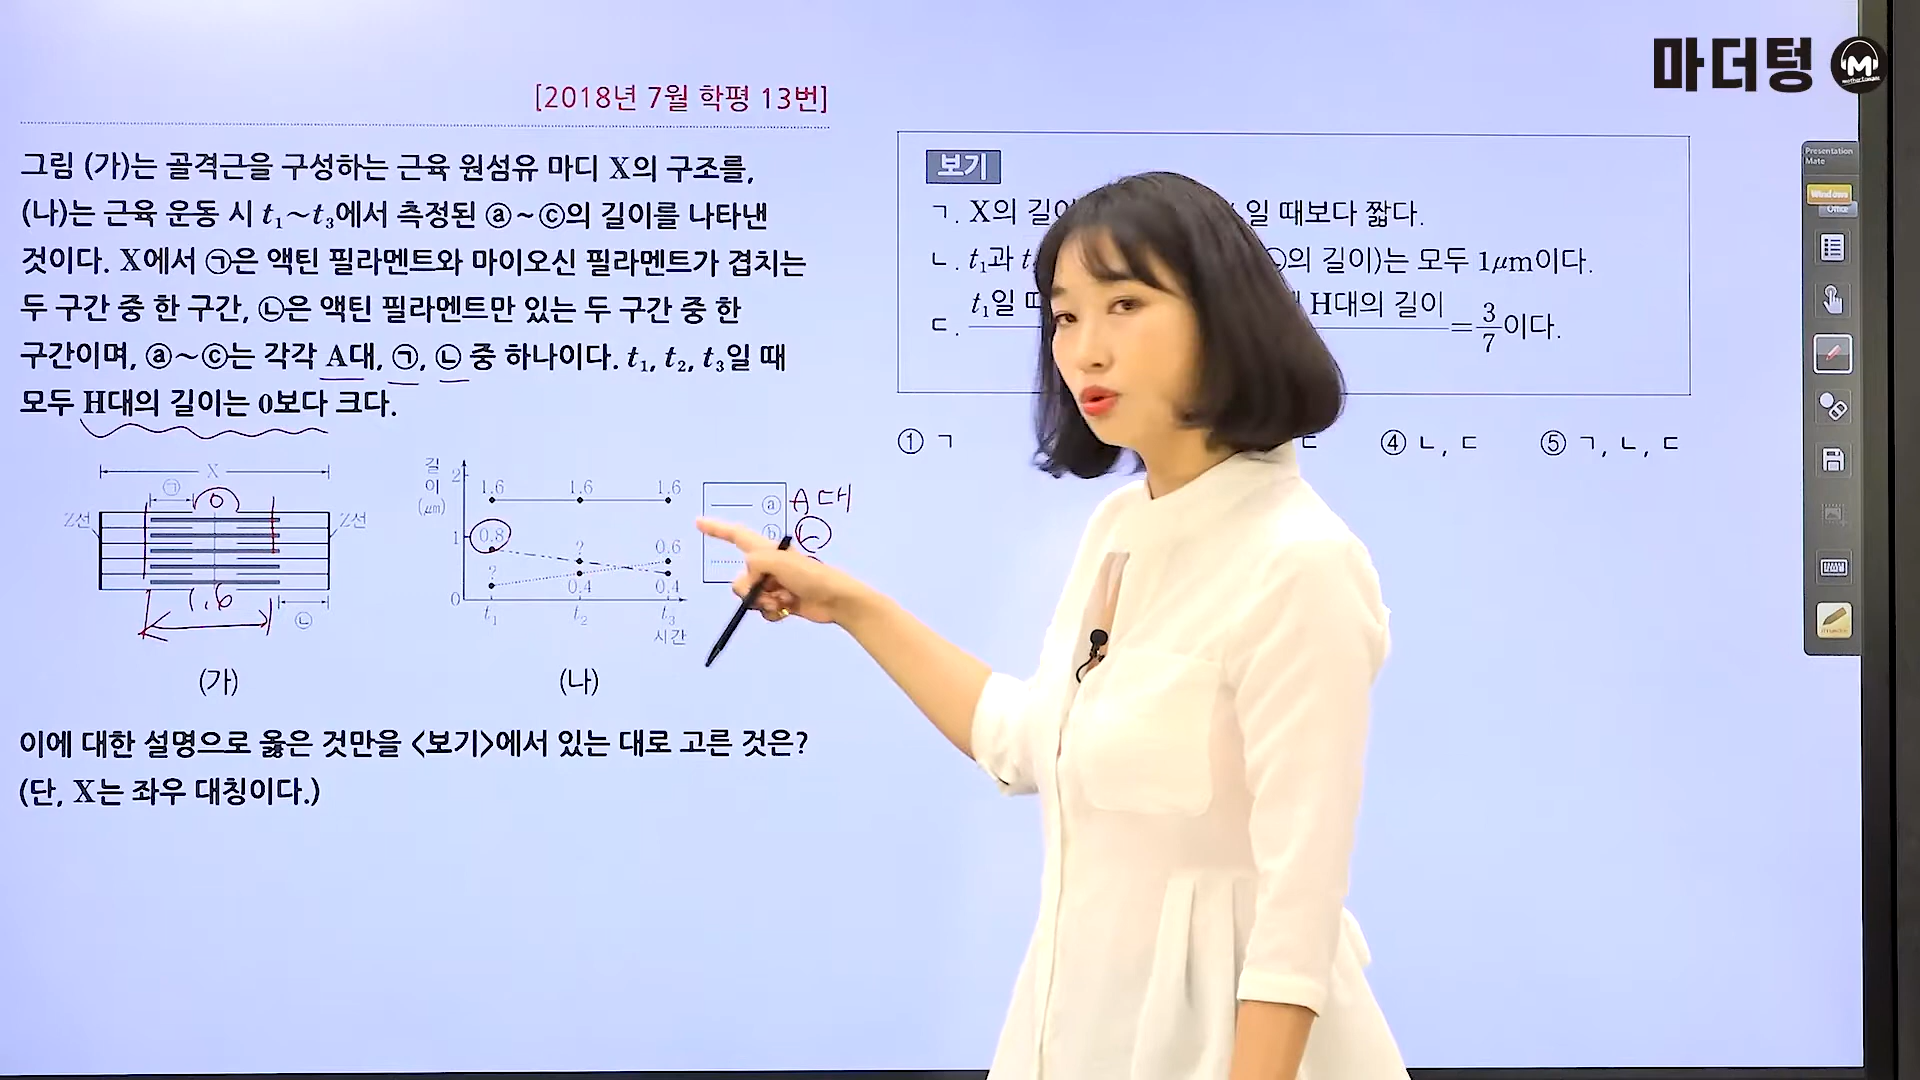 마더텅
[2018년 7월 학평 13번]
그림 (가)는 골격근을 구성하는 근육 원섬유 마디 X의 구조를,
(나)는 근육 운동 시 t₁~t₃에서 측정된 ⓐ~ⓒ의 길이를 나타낸
것이다. X에서 ㉠은 액틴 필라멘트와 마이오신 필라멘트가 겹치는
두 구간 중 한 구간, ㉡은 액틴 필라멘트만 있는 두 구간 중 한
구간이며, ⓐ~ⓒ는 각각 A대, ㉠, ㉡ 중 하나이다. t₁, t₂, t₃일 때
모두 H대의 길이는 0보다 크다.
X
㉠
0
Z선
Z선
1.6
㉡
(가)
길이(μm)
2
1
0
1.6 1.6 1.6
0.8 ? 0.6
? 0.4 0.4
t₁ t₂ t₃
시간
ⓐ A대
ⓑ
(나)
이에 대한 설명으로 옳은 것만을 <보기>에서 있는 대로 고른 것은?
(단, X는 좌우 대칭이다.)
보기
ㄱ. X의 일 때보다 짧다.
ㄴ. t₁과 의 길이)는 모두 1μm이다.
ㄷ. t₁일 H대의 길이 = 3/7이다.
① ㄱ ㄷ ④ ㄴ, ㄷ ⑤ ㄱ, ㄴ, ㄷ
Presentation Mate
Windows
Office